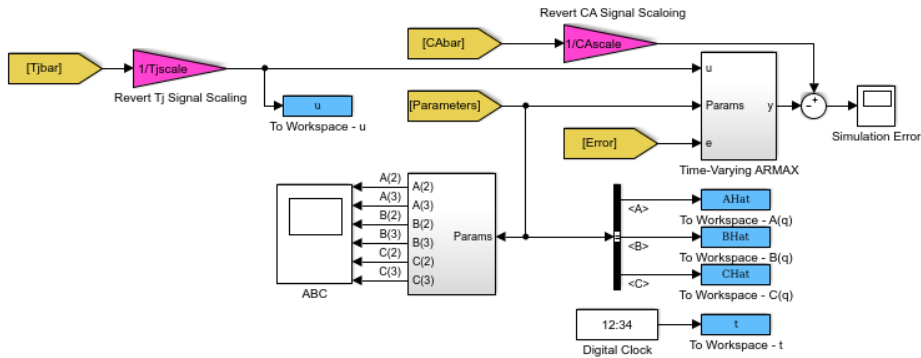 Revert CA Signal Scaloing
[CAbar]
1/CAscale
[Tjbar]
1/Tjscale
Revert Tj Signal Scaling
u
To Workspace - u
[Parameters]
[Error]
u
Params
y
e
Time-Varying ARMAX
-
+
Simulation Error
A(2)
A(3)
B(2)
B(3)
C(2)
C(3)
A(2)
A(3)
B(2)
B(3)
C(2)
C(3)
Params
ABC
<A>
<B>
<C>
AHat
To Workspace - A(q)
BHat
To Workspace - B(q)
CHat
To Workspace - C(q)
12:34
Digital Clock
t
To Workspace - t